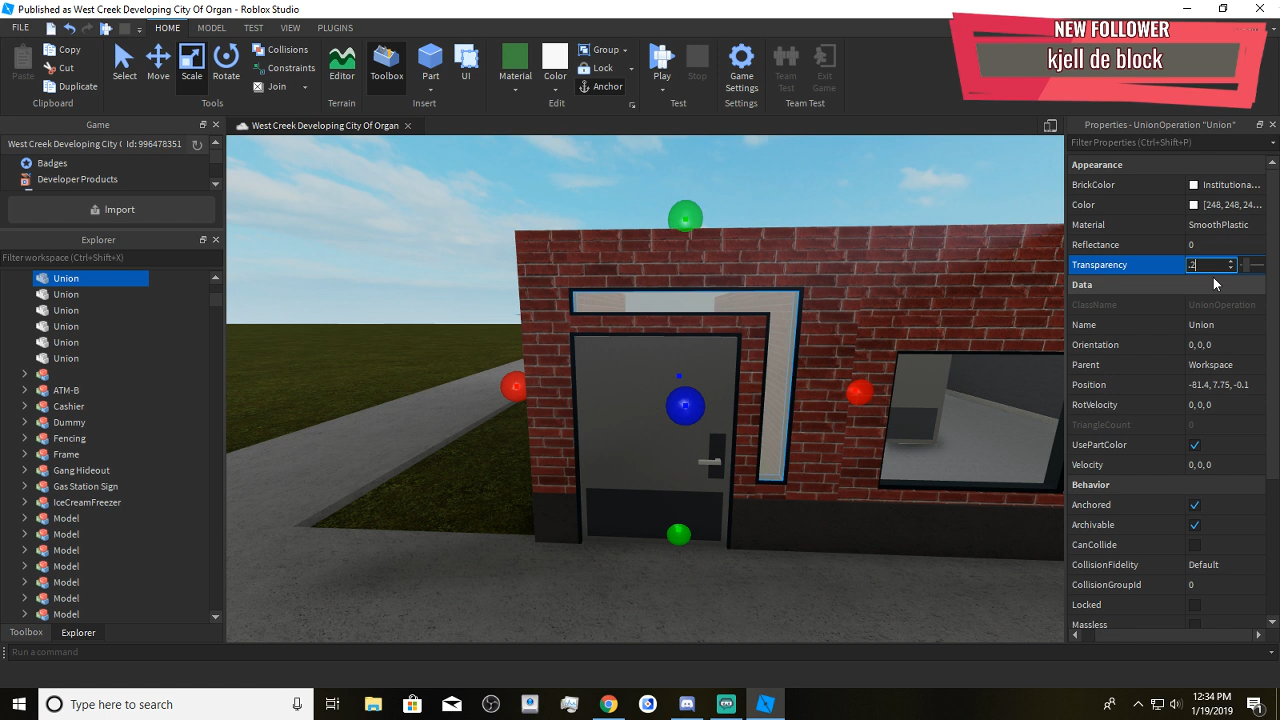 Published as West Creek Developing City Of Organ - Roblox Studio
NEW FOLLOWER
kjell de block
FILE HOME MODEL TEST VIEW PLUGINS
Paste
Copy
Cut
Duplicate
Clipboard
Select Move Scale Rotate
Collisions
Constraints
Join
Tools
Editor
Terrain
Toolbox Part UI
Insert
Material Color
Group
Lock
Anchor
Edit
Play Stop
Test
Game Settings
Settings
Team Test
Exit Game
Team Test
Game
West Creek Developing City ( Id: 996478351
Badges
Developer Products
Import
Explorer
Filter workspace (Ctrl+Shift+X)
Union
Union
Union
Union
Union
Union
ATM-B
Cashier
Dummy
Fencing
Frame
Gang Hideout
Gas Station Sign
IceCreamFreezer
Model
Model
Model
Model
Model
Model
Model
Toolbox Explorer
Run a command
West Creek Developing City Of Organ
Properties - UnionOperation "Union"
Filter Properties (Ctrl+Shift+P)
Appearance
BrickColor Instituciona...
Color [248, 248, 24...
Material SmoothPlastic
Reflectance 0
Transparency .2
Data
ClassName UnionOperation
Name Union
Orientation 0, 0, 0
Parent Workspace
Position -81.4, 7.75, -0.1
RotVelocity 0, 0, 0
TriangleCount 0
UsePartColor
Velocity 0, 0, 0
Behavior
Anchored
Archivable
CanCollide
CollisionFidelity Default
CollisionGroupId 0
Locked
Massless
Type here to search
12:34 PM
1/19/2019
1